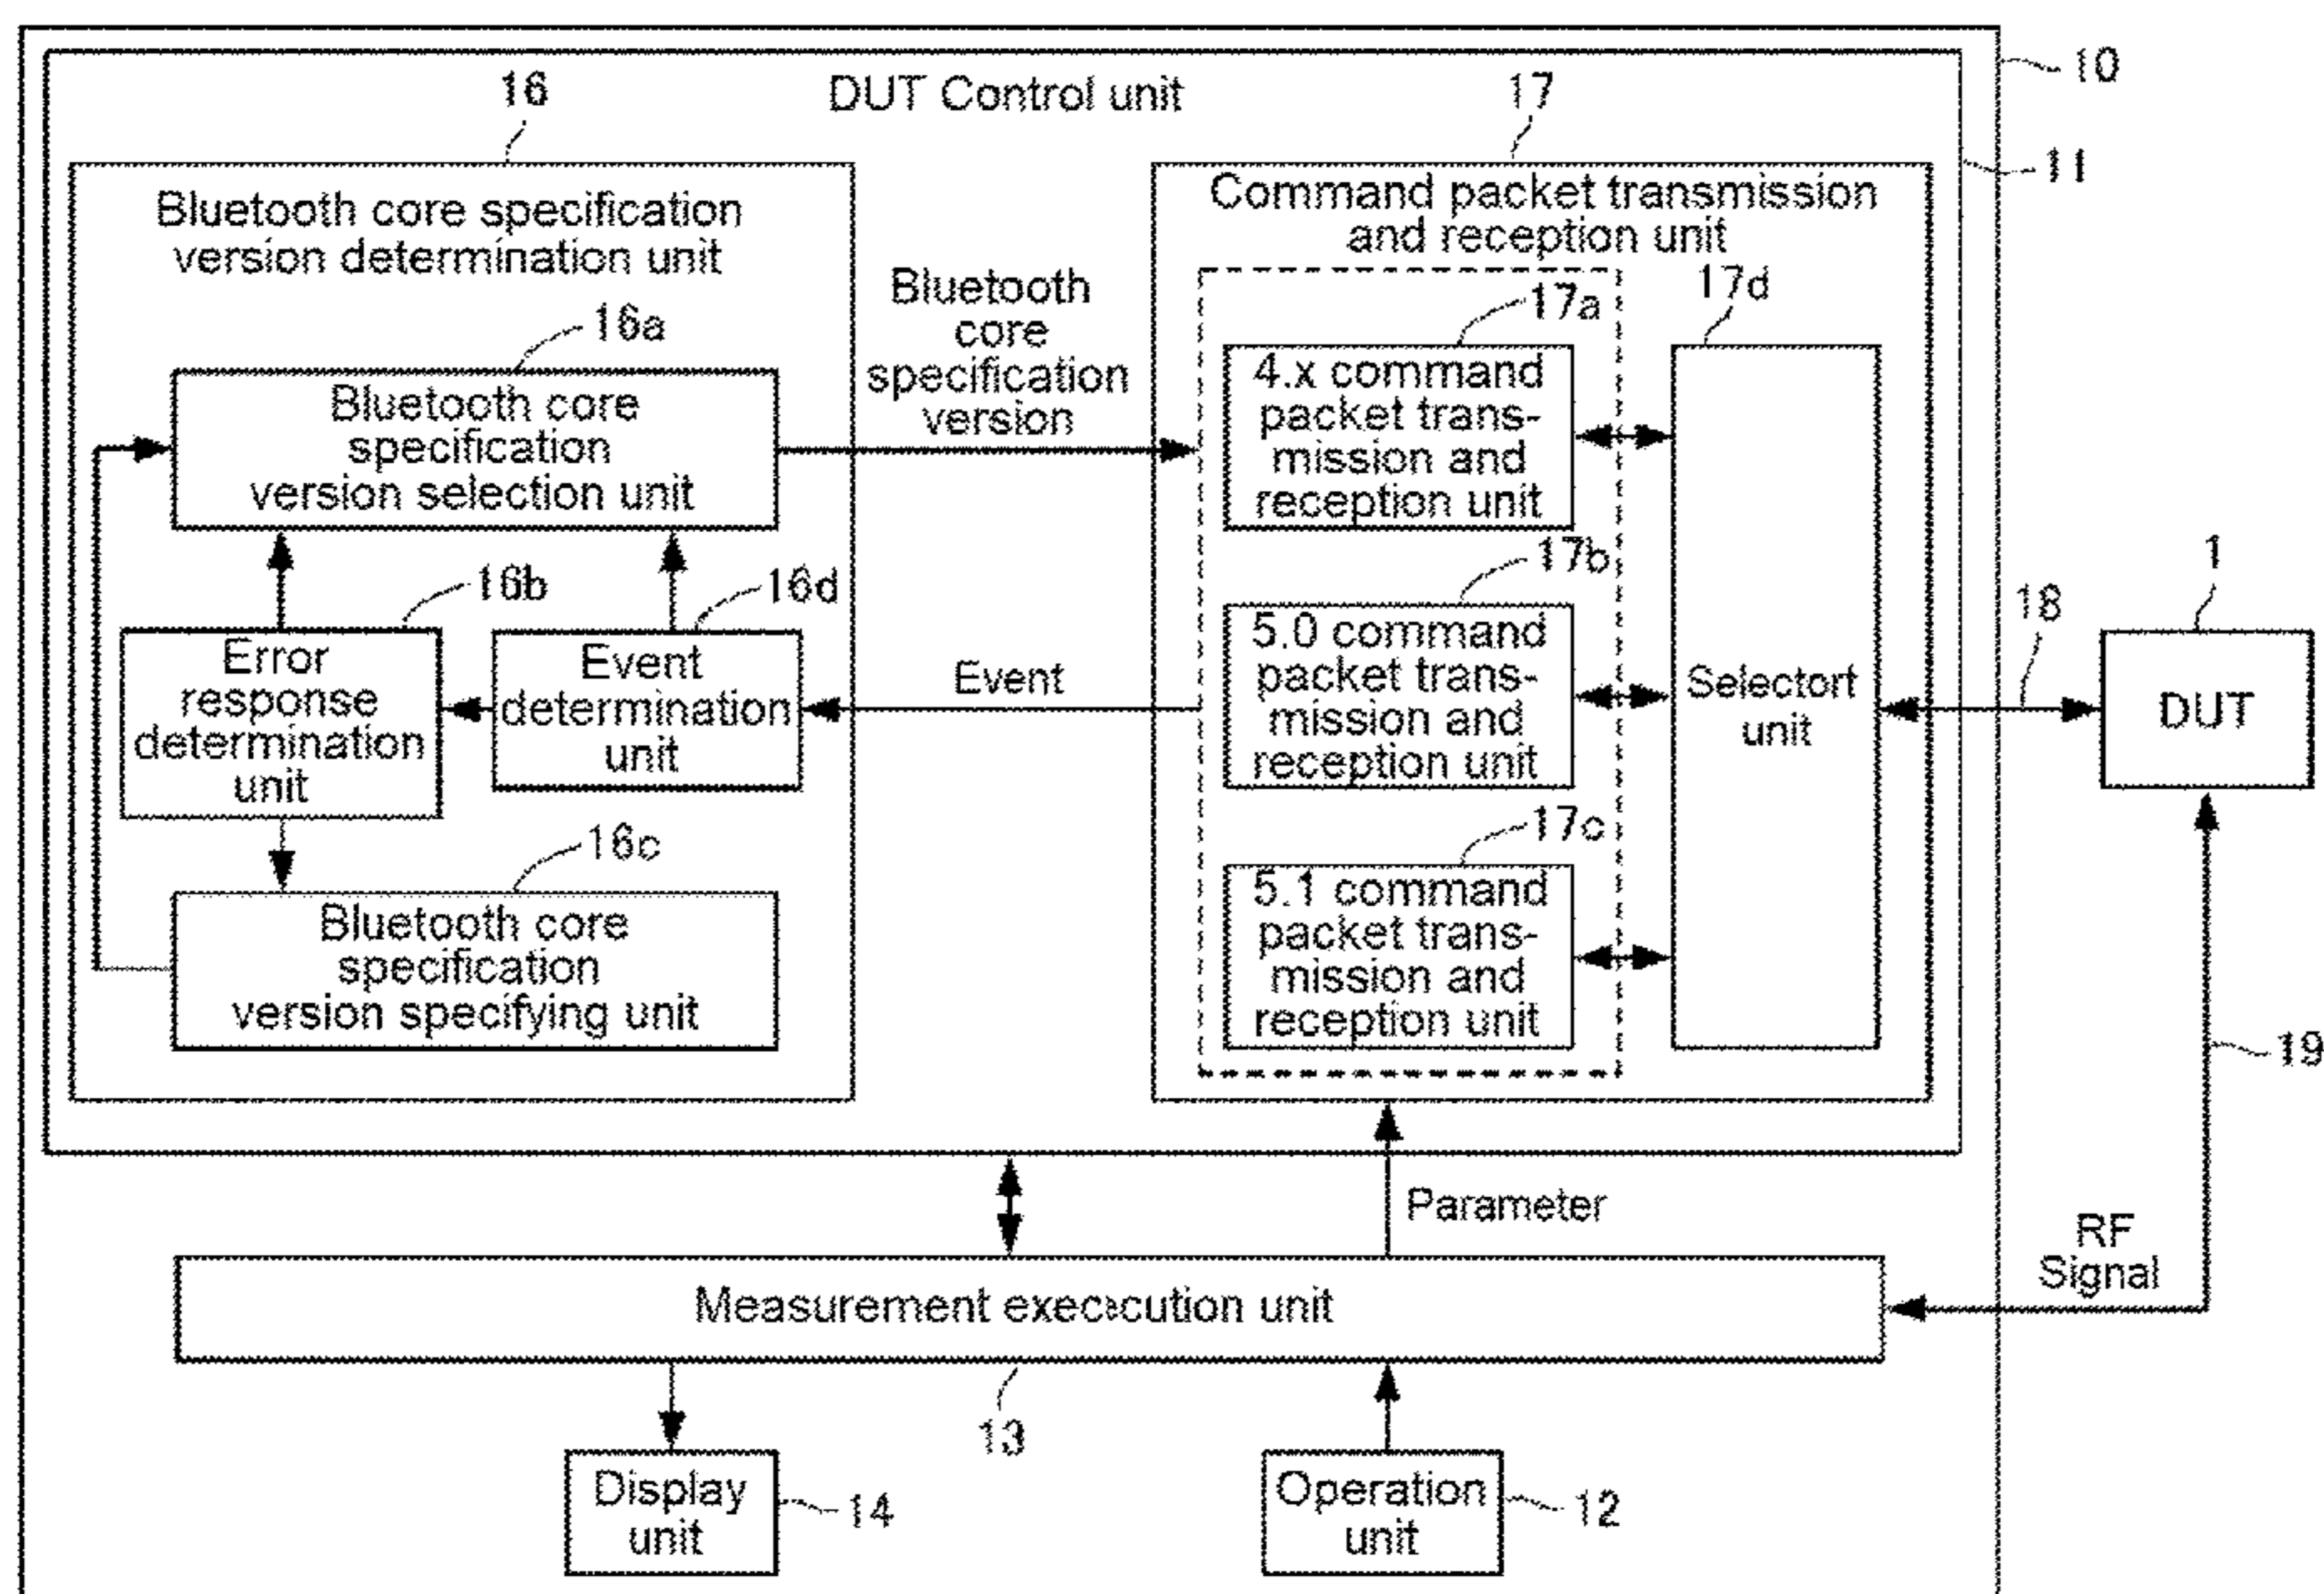 DUT Control unit
10
11
16
Bluetooth core specification
version determination unit
16a
Bluetooth core
specification
version selection unit
16b
Error
response
determination
unit
16d
Event
determination
unit
16c
Bluetooth core
specification
version specifying unit
Bluetooth
core
specification
version
Event
17
Command packet transmission
and reception unit
17a
4.x command
packet trans-
mission and
reception unit
17b
5.0 command
packet trans-
mission and
reception unit
17c
5.1 command
packet trans-
mission and
reception unit
17d
Selectort
unit
18
1
DUT
19
RF
Signal
Parameter
Measurement execcution unit
13
Display
unit
14
Operation
unit
12